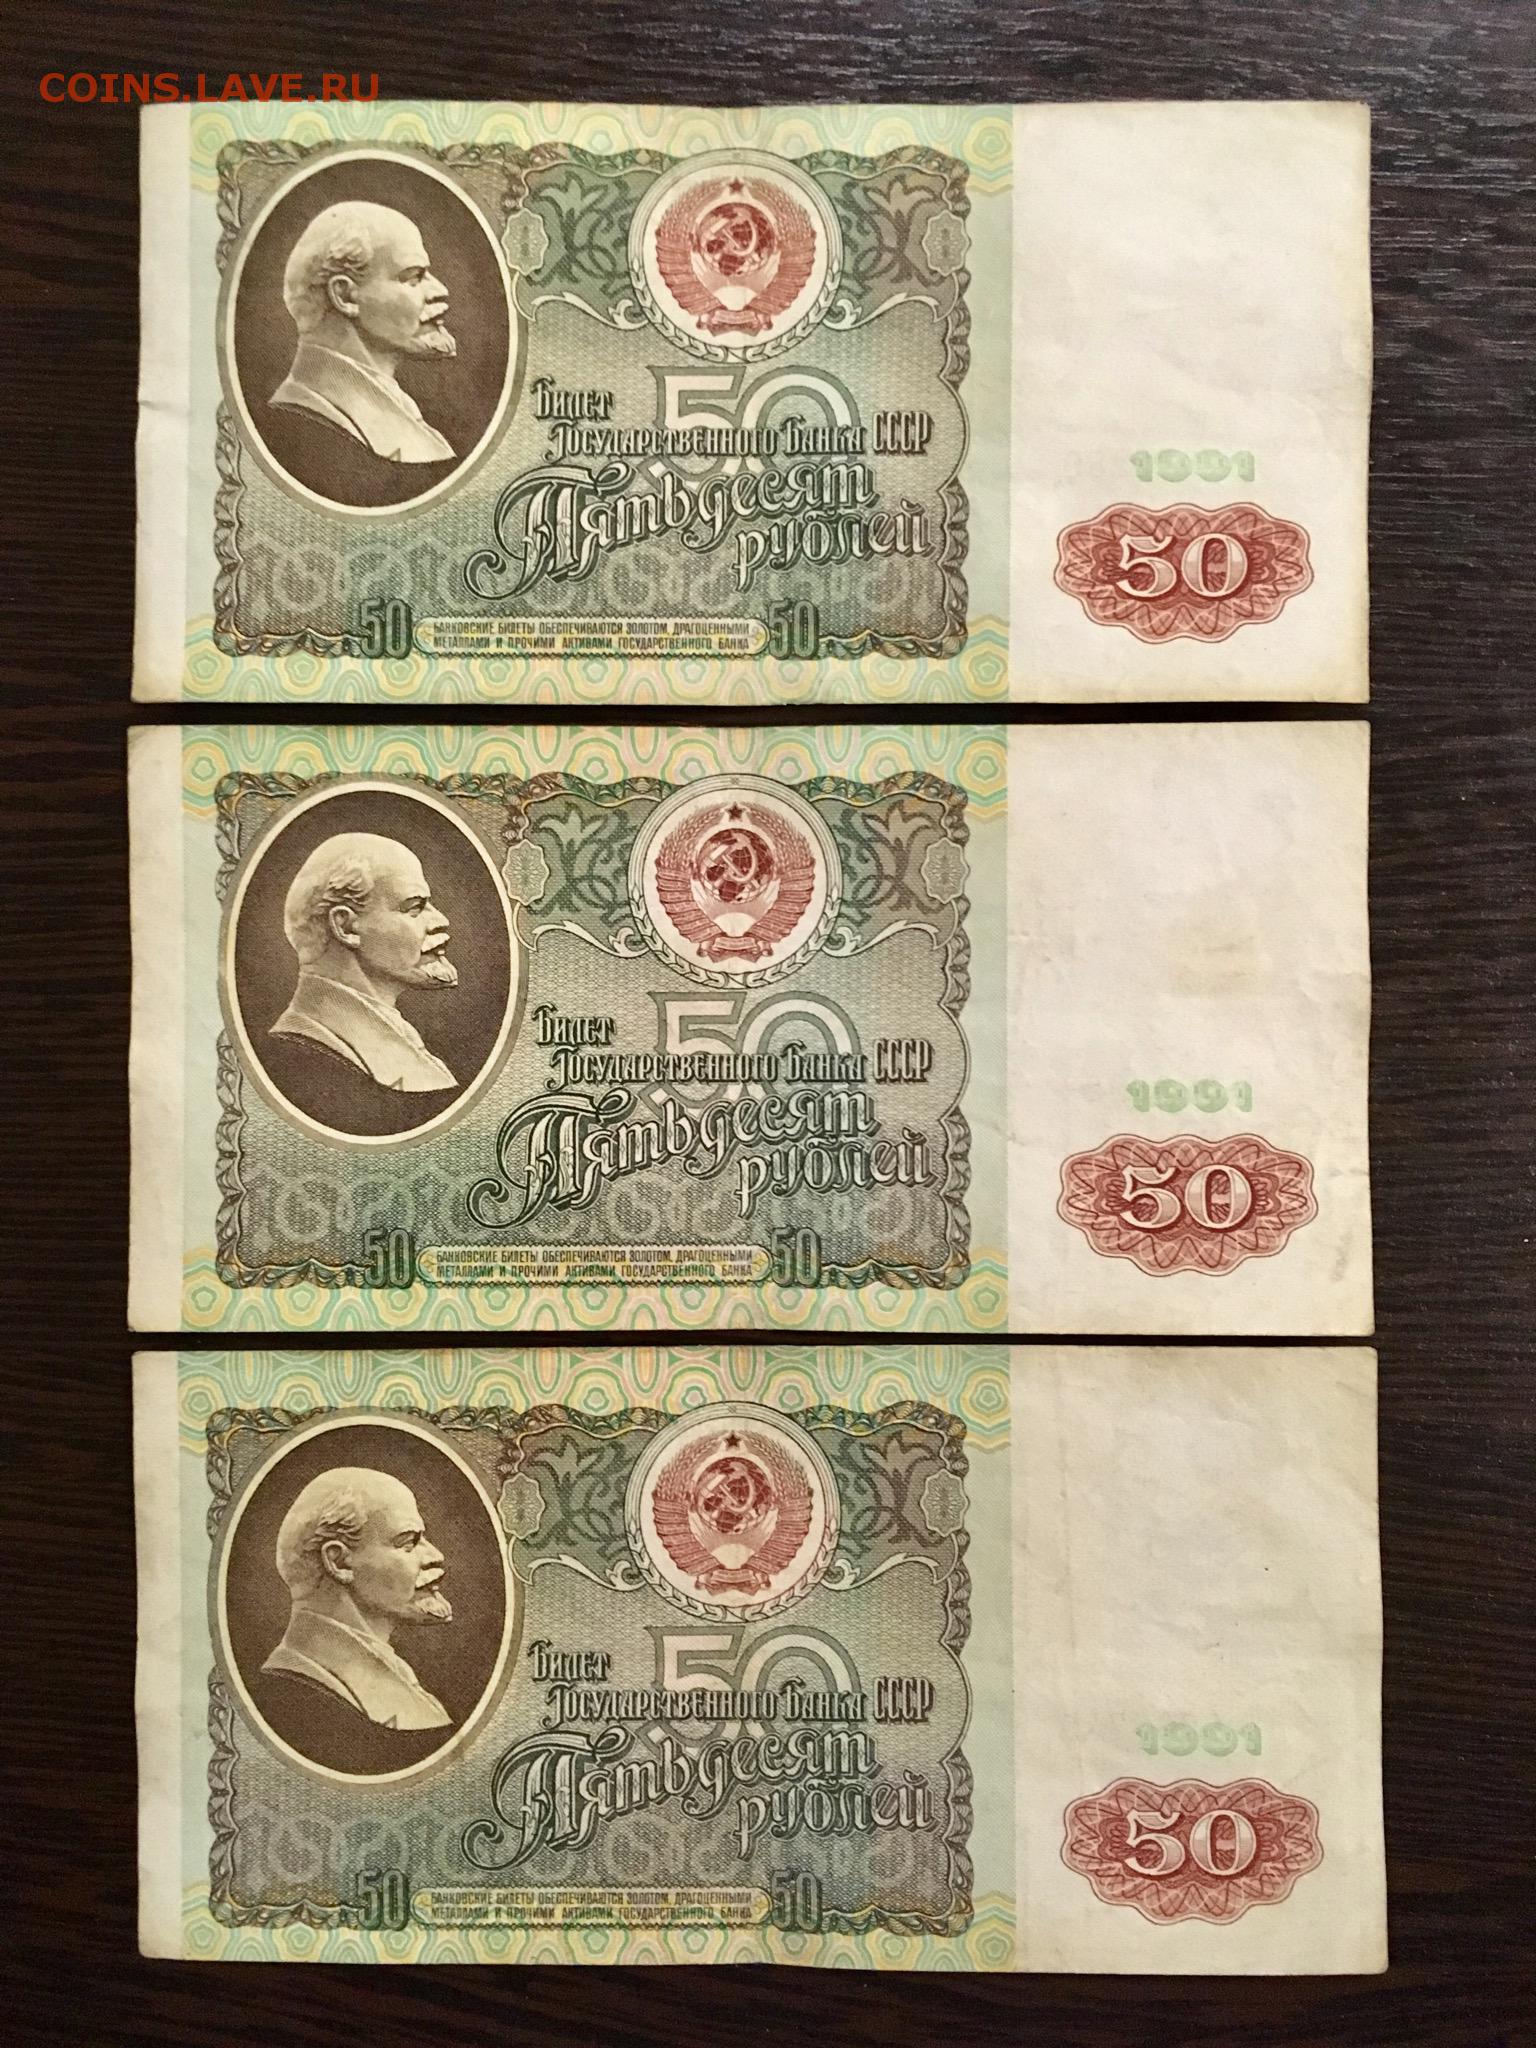 COINS.LAVE.RU
50
Билет
Государственного Банка СССР
Пятьдесят
рублей
1991
50
50
БАНКОВСКИЕ БИЛЕТЫ ОБЕСПЕЧИВАЮТСЯ ЗОЛОТОМ, ДРАГОЦЕННЫМИ
МЕТАЛЛАМИ И ПРОЧИМИ АКТИВАМИ ГОСУДАРСТВЕННОГО БАНКА
50
50
Билет
Государственного Банка СССР
Пятьдесят
рублей
1991
50
50
БАНКОВСКИЕ БИЛЕТЫ ОБЕСПЕЧИВАЮТСЯ ЗОЛОТОМ, ДРАГОЦЕННЫМИ
МЕТАЛЛАМИ И ПРОЧИМИ АКТИВАМИ ГОСУДАРСТВЕННОГО БАНКА
50
50
Билет
Государственного Банка СССР
Пятьдесят
рублей
1991
50
50
БАНКОВСКИЕ БИЛЕТЫ ОБЕСПЕЧИВАЮТСЯ ЗОЛОТОМ, ДРАГОЦЕННЫМИ
МЕТАЛЛАМИ И ПРОЧИМИ АКТИВАМИ ГОСУДАРСТВЕННОГО БАНКА
50